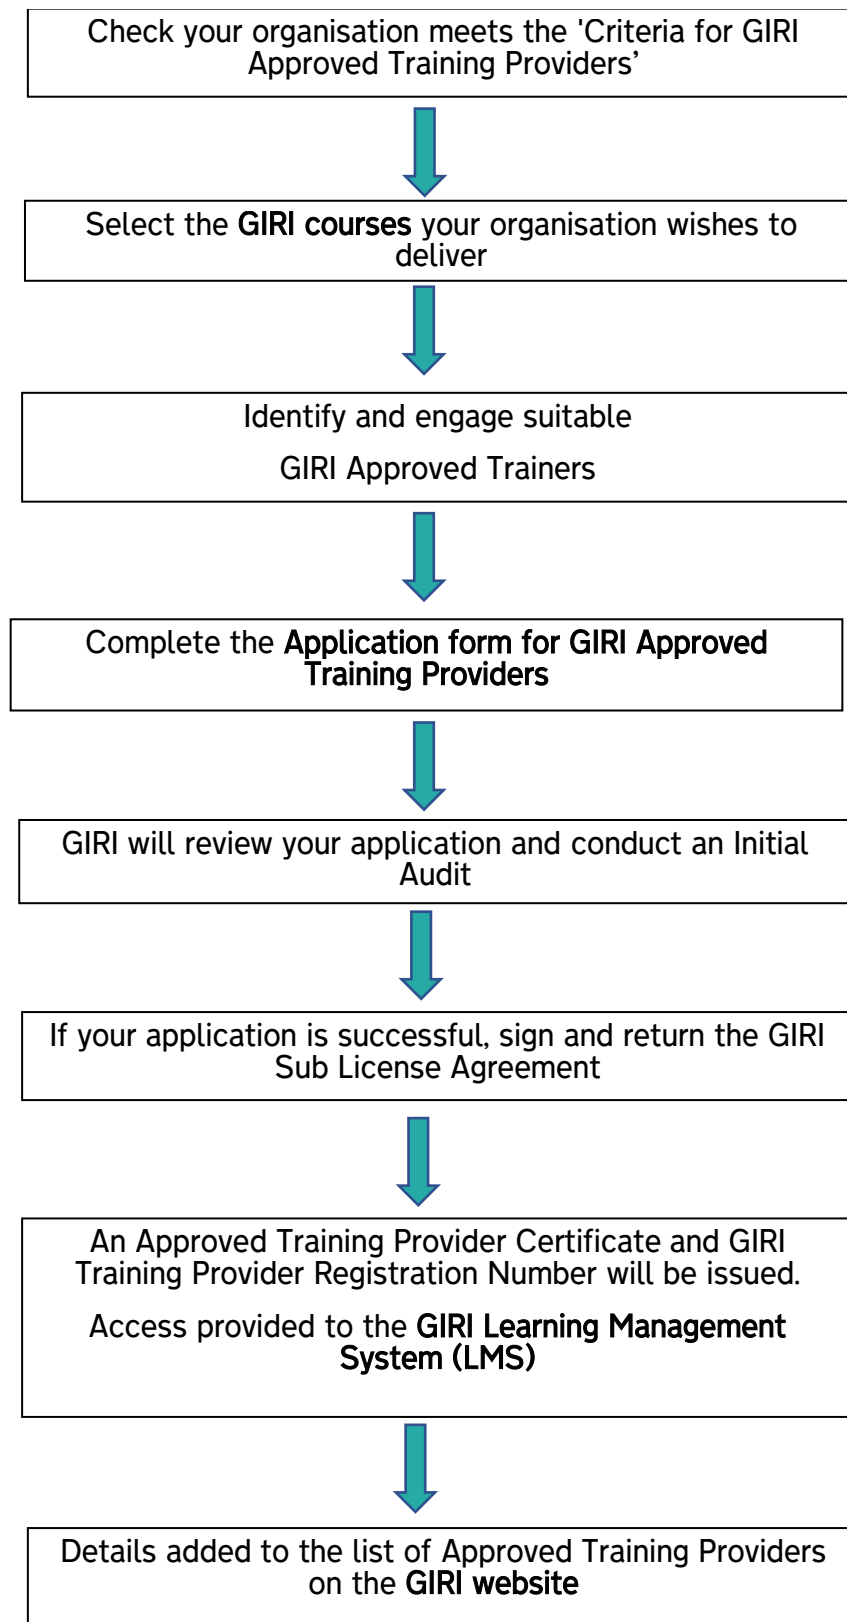 Check your organisation meets the 'Criteria for GIRI
Approved Training Providers’
Select the GIRI courses your organisation wishes to
deliver
Identify and engage suitable
GIRI Approved Trainers
Complete the Application form for GIRI Approved
Training Providers
GIRI will review your application and conduct an Initial
Audit
If your application is successful, sign and return the GIRI
Sub License Agreement
An Approved Training Provider Certificate and GIRI
Training Provider Registration Number will be issued.
Access provided to the GIRI Learning Management
System (LMS)
Details added to the list of Approved Training Providers
on the GIRI website